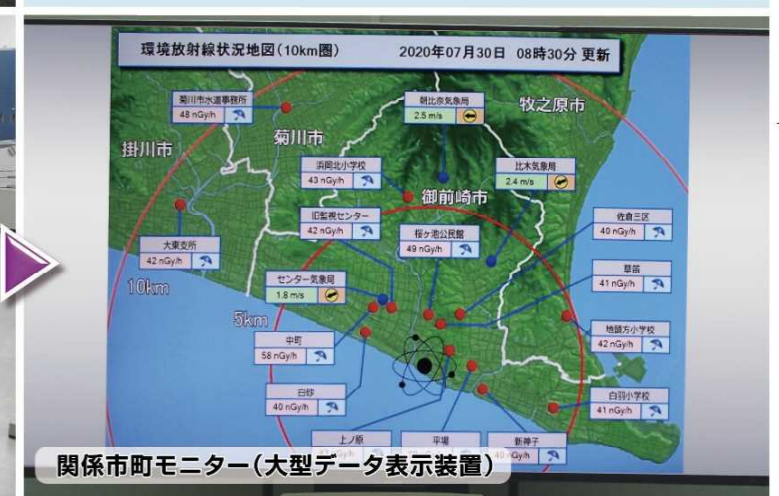 環境放射線状況地図(10km圏) 2020年07月30日 08時30分 更新
菊川市水道事務所
48 nGy/h
朝比奈気象局
2.5 m/s
牧之原市
菊川市
掛川市
浜岡北小学校
43 nGy/h
比木気象局
2.4 m/s
御前崎市
旧監視センター
42 nGy/h
桜ヶ池公民館
49 nGy/h
佐倉三区
40 nGy/h
大東支所
42 nGy/h
草笛
41 nGy/h
センター気象局
1.8 m/s
10km
5km
地頭方小学校
42 nGy/h
中町
58 nGy/h
白砂
40 nGy/h
白羽小学校
41 nGy/h
上ノ原
平場
新神子
40 nGy/h
関係市町モニター(大型データ表示装置)